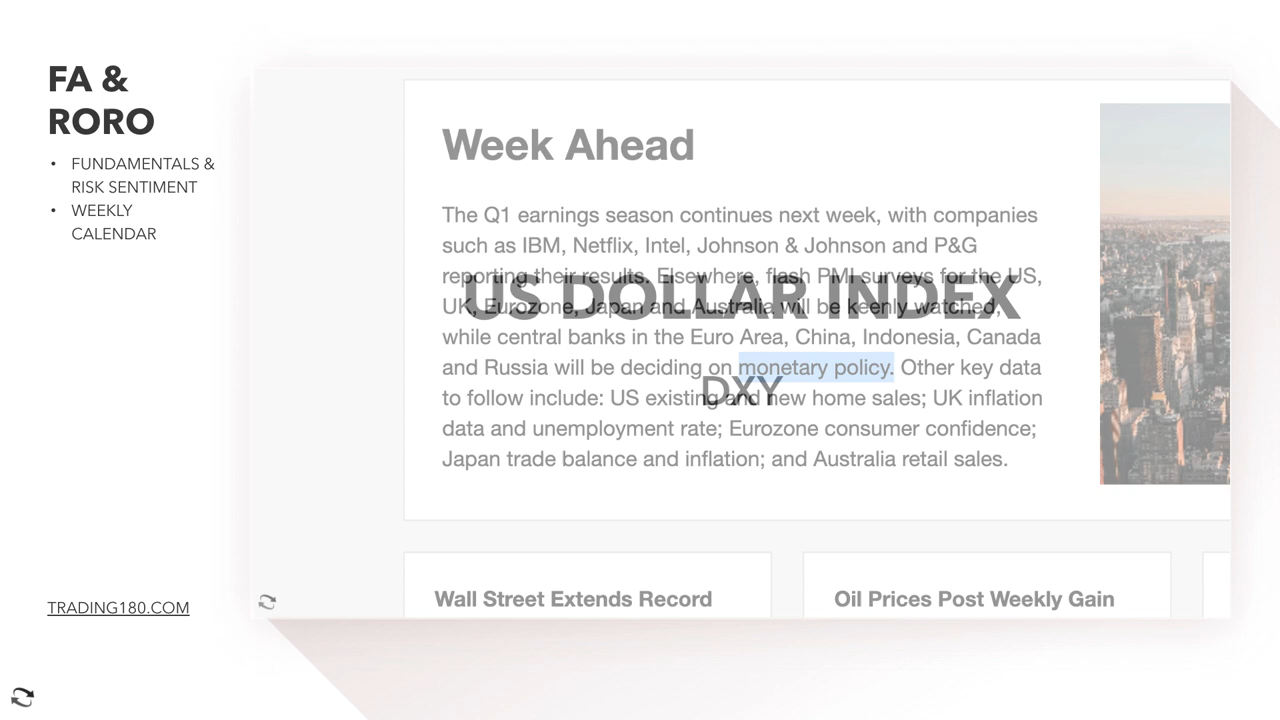 FA &
RORO
• FUNDAMENTALS &
RISK SENTIMENT
• WEEKLY
CALENDAR
TRADING180.COM
Week Ahead
The Q1 earnings season continues next week, with companies
such as IBM, Netflix, Intel, Johnson & Johnson and P&G
reporting their results. Elsewhere, flash PMI surveys for the US,
UK, Eurozone, Japan and Australia will be keenly watched,
while central banks in the Euro Area, China, Indonesia, Canada
and Russia will be deciding on monetary policy. Other key data
to follow include: US existing and new home sales; UK inflation
data and unemployment rate; Eurozone consumer confidence;
Japan trade balance and inflation; and Australia retail sales.
US DOLLAR INDEX
DXY
Wall Street Extends Record
Oil Prices Post Weekly Gain